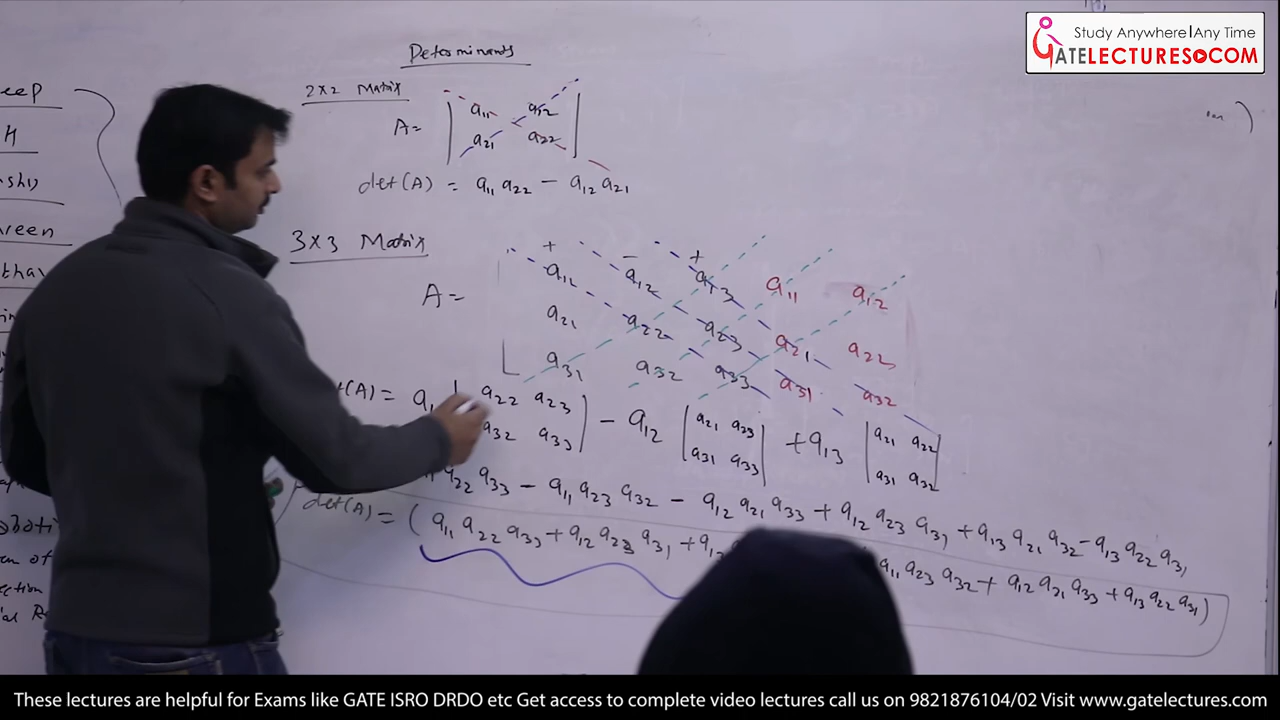 Study Anywhere|Any Time
GATELECTURES.COM
Determinants
2x2 Matrix
A= | a11 a12
a21 a22 |
det(A) = a11 a22 - a12 a21
3x3 Matrix
+ - +
A= a12 a12 a13 a11 a12
a21 a22 a23 a21 a22
a31 a32 a33 a31 a32
(A) = a1 | a22 a23 | - a12 | a21 a23 | + a13 | a21 a22 |
a32 a33 a31 a33 a31 a32
a22 a33 - a11 a23 a32 - a12 a21 a33 + a12 a23 a31 + a13 a21 a32 - a13 a22 a31
det(A) = ( a11 a22 a33 + a12 a23 a31 + a1
a11 a23 a32 + a12 a21 a33 + a13 a22 a31 )
eep
H
reen
These lectures are helpful for Exams like GATE ISRO DRDO etc Get access to complete video lectures call us on 9821876104/02 Visit www.gatelectures.com